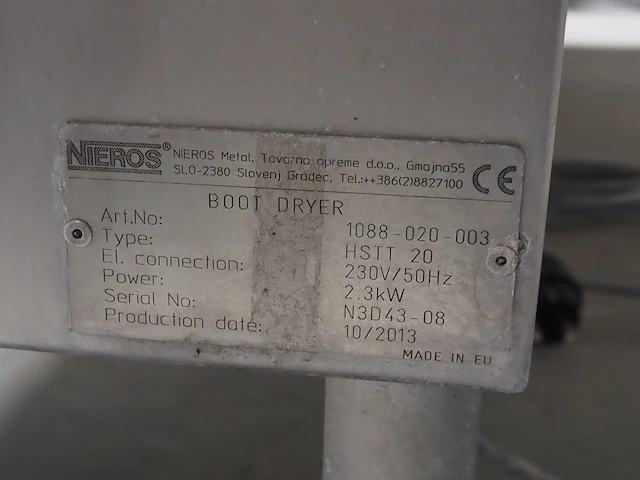 NIEROS® NIEROS Metal, Tovarna opreme d.o.o., Gmajna55
SLO-2380 Slovenj Gradec, Tel.:++386(2)8827100 CE
BOOT DRYER
Art.No: 1088-020-003
Type: HSTT 20
El. connection: 230V/50Hz
Power: 2.3kW
Serial No: N3D43-08
Production date: 10/2013
MADE IN EU